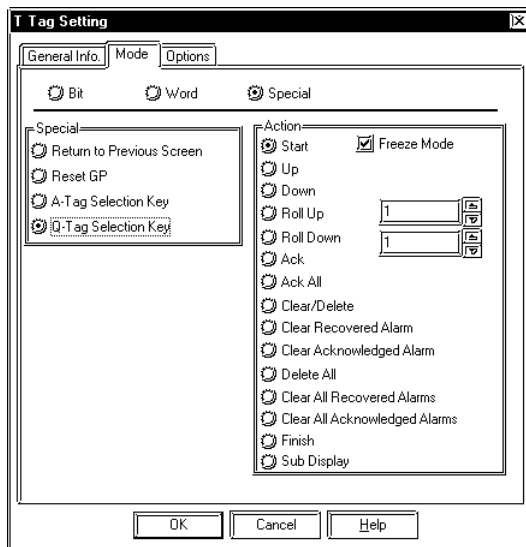 T Tag Setting
General Info. Mode Options
Bit Word Special
Special
Return to Previous Screen
Reset GP
A-Tag Selection Key
Q-Tag Selection Key
Action
Start Freeze Mode
Up
Down
Roll Up 1
Roll Down 1
Ack
Ack All
Clear/Delete
Clear Recovered Alarm
Clear Acknowledged Alarm
Delete All
Clear All Recovered Alarms
Clear All Acknowledged Alarms
Finish
Sub Display
OK Cancel Help